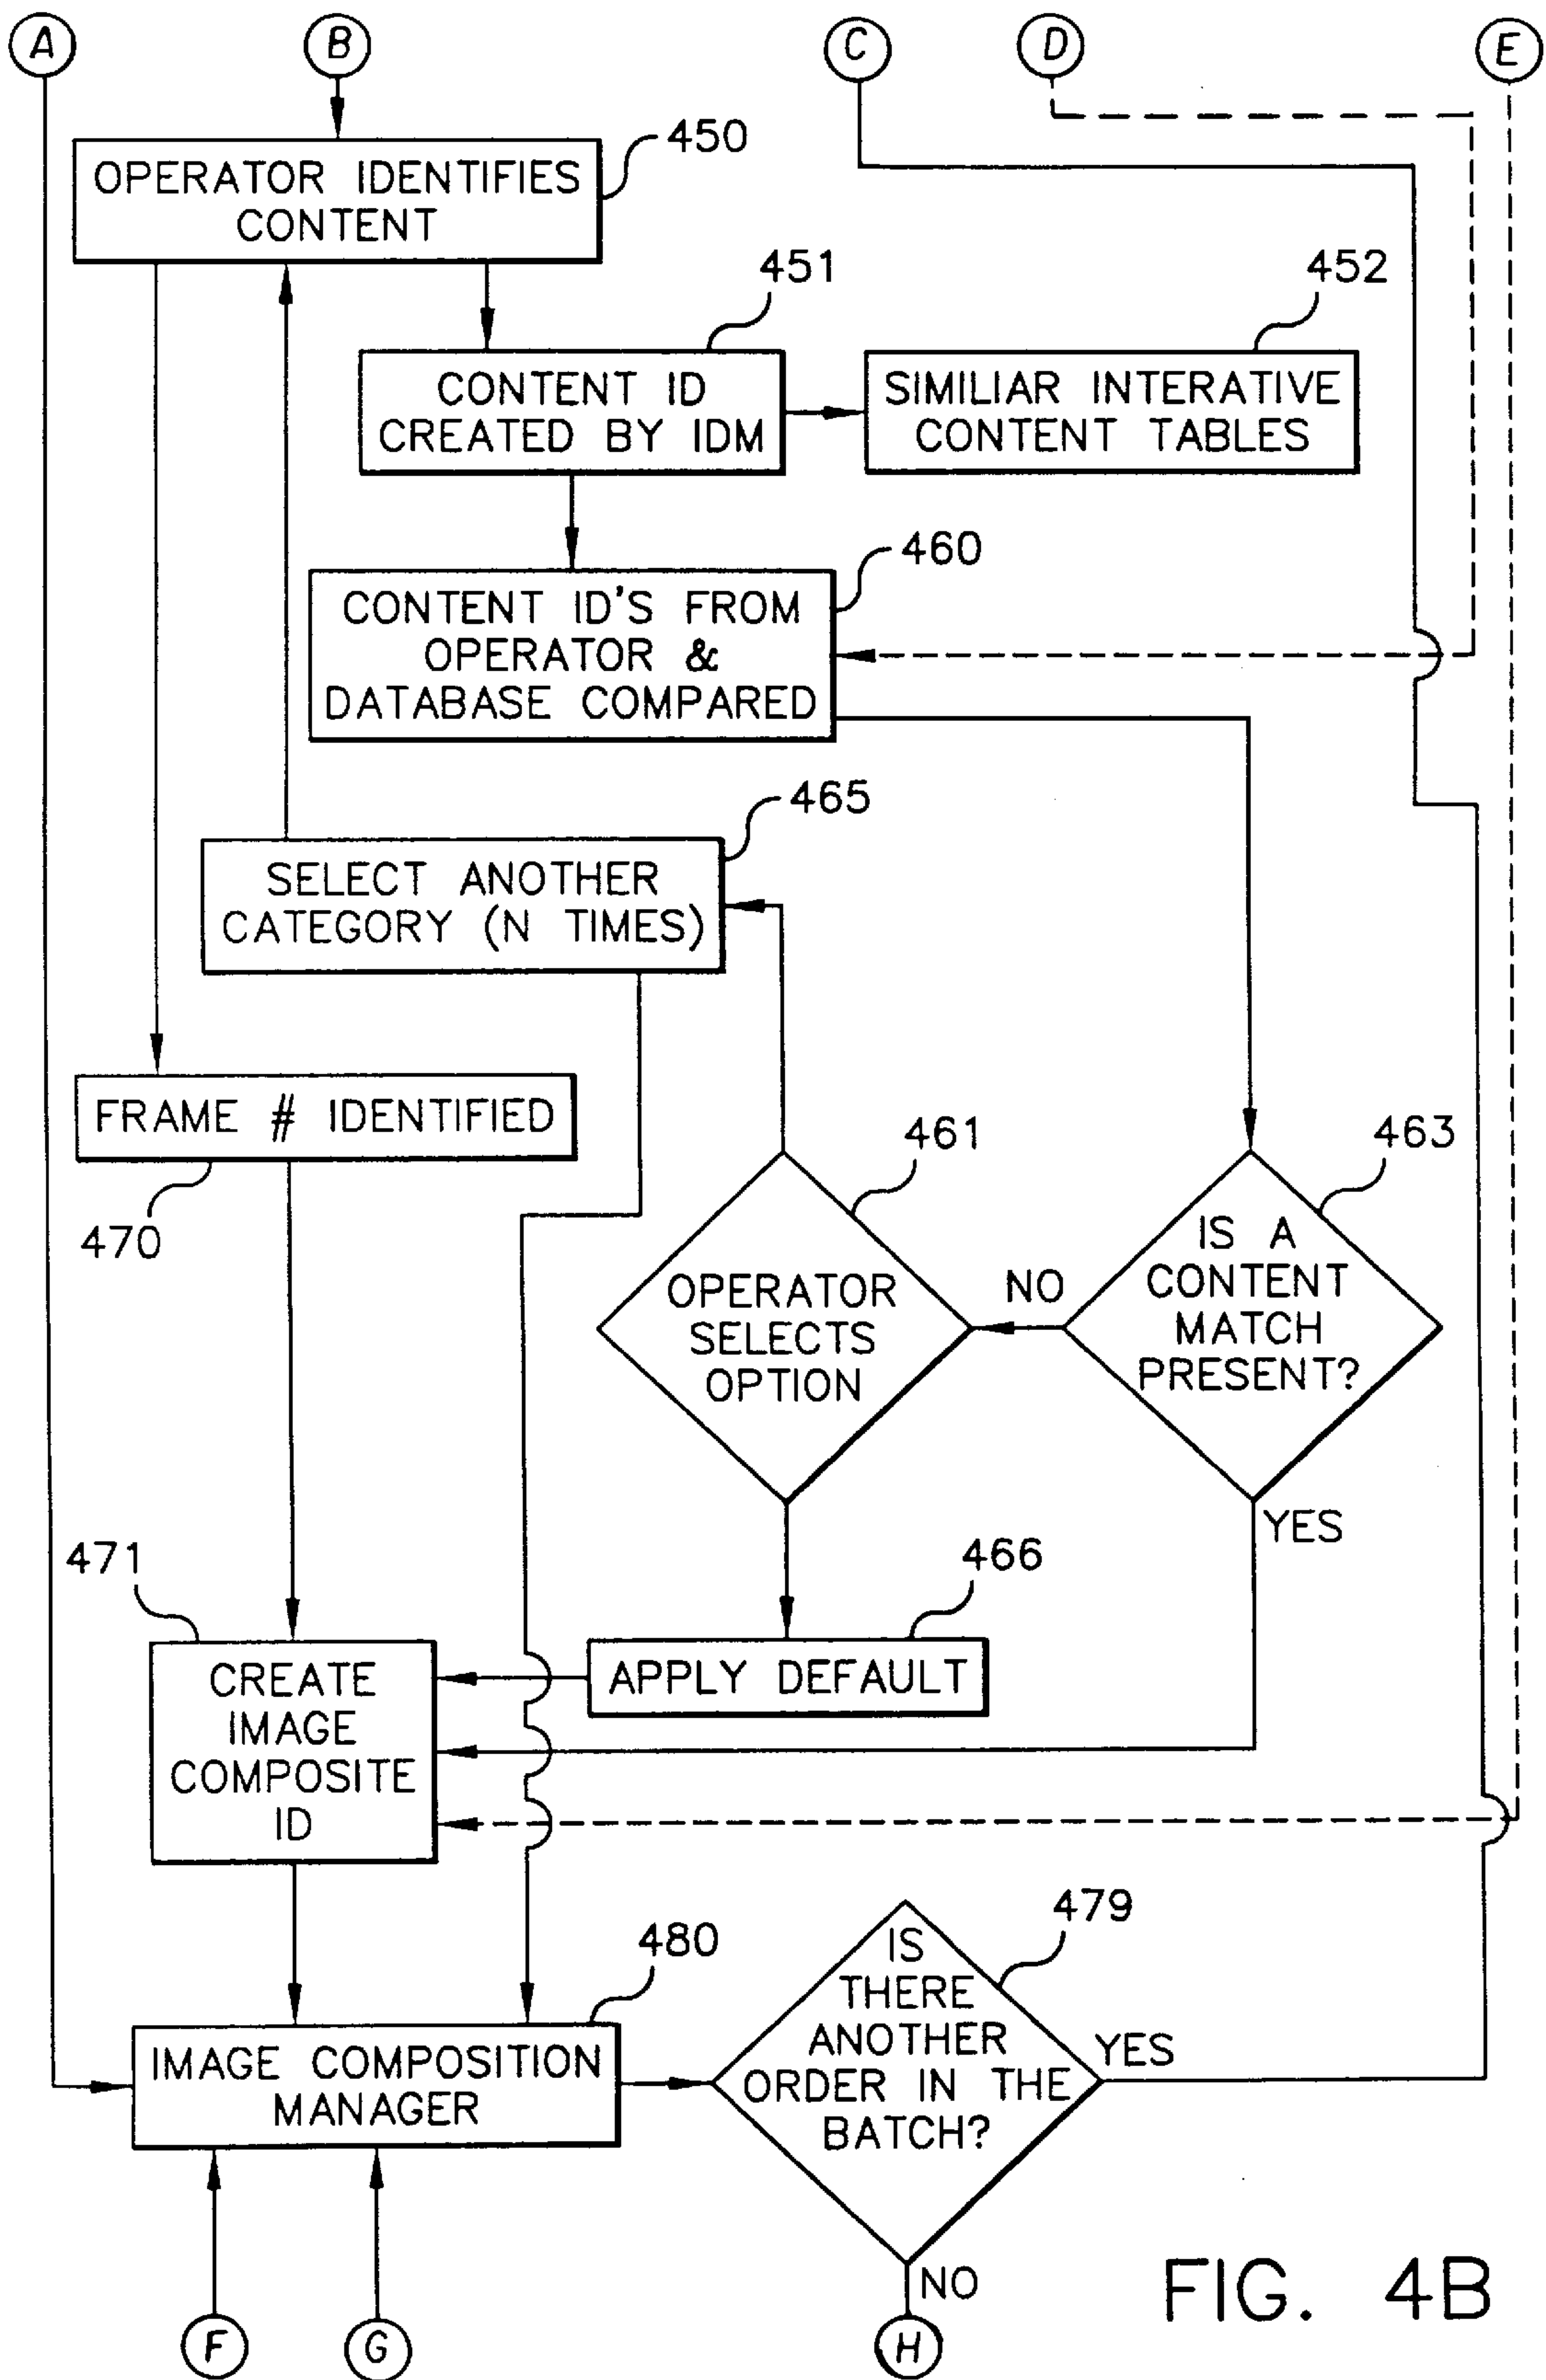 A
B
C
D
E
450
OPERATOR IDENTIFIES
CONTENT
451
452
CONTENT ID
CREATED BY IDM
SIMILIAR INTERATIVE
CONTENT TABLES
460
CONTENT ID'S FROM
OPERATOR &
DATABASE COMPARED
465
SELECT ANOTHER
CATEGORY (N TIMES)
FRAME # IDENTIFIED
470
461
463
OPERATOR
SELECTS
OPTION
NO
IS A
CONTENT
MATCH
PRESENT?
YES
471
466
CREATE
IMAGE
COMPOSITE
ID
APPLY DEFAULT
480
479
IMAGE COMPOSITION
MANAGER
IS
THERE
ANOTHER
ORDER IN THE
BATCH?
YES
NO
F
G
H
FIG. 4B